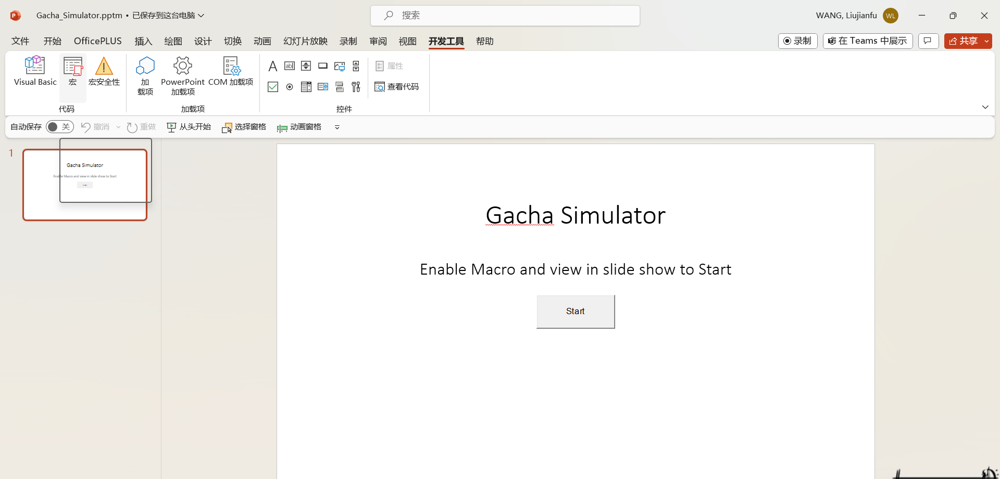 Gacha_Simulator.pptm • 已保存到这台电脑
搜索
WANG, Liujianfu
WL
文件 开始 OfficePLUS 插入 绘图 设计 切换 动画 幻灯片放映 录制 审阅 视图 开发工具 帮助
录制 在 Teams 中展示 共享
Visual Basic 宏 宏安全性 加载项 PowerPoint 加载项 COM 加载项
属性
查看代码
代码 加载项 控件
自动保存 关 撤消 重做 从头开始 选择窗格 动画窗格
1
Gacha Simulator
Enable Macro and view in slide show to Start
Start
Gacha Simulator
Enable Macro and view in slide show to Start
Start